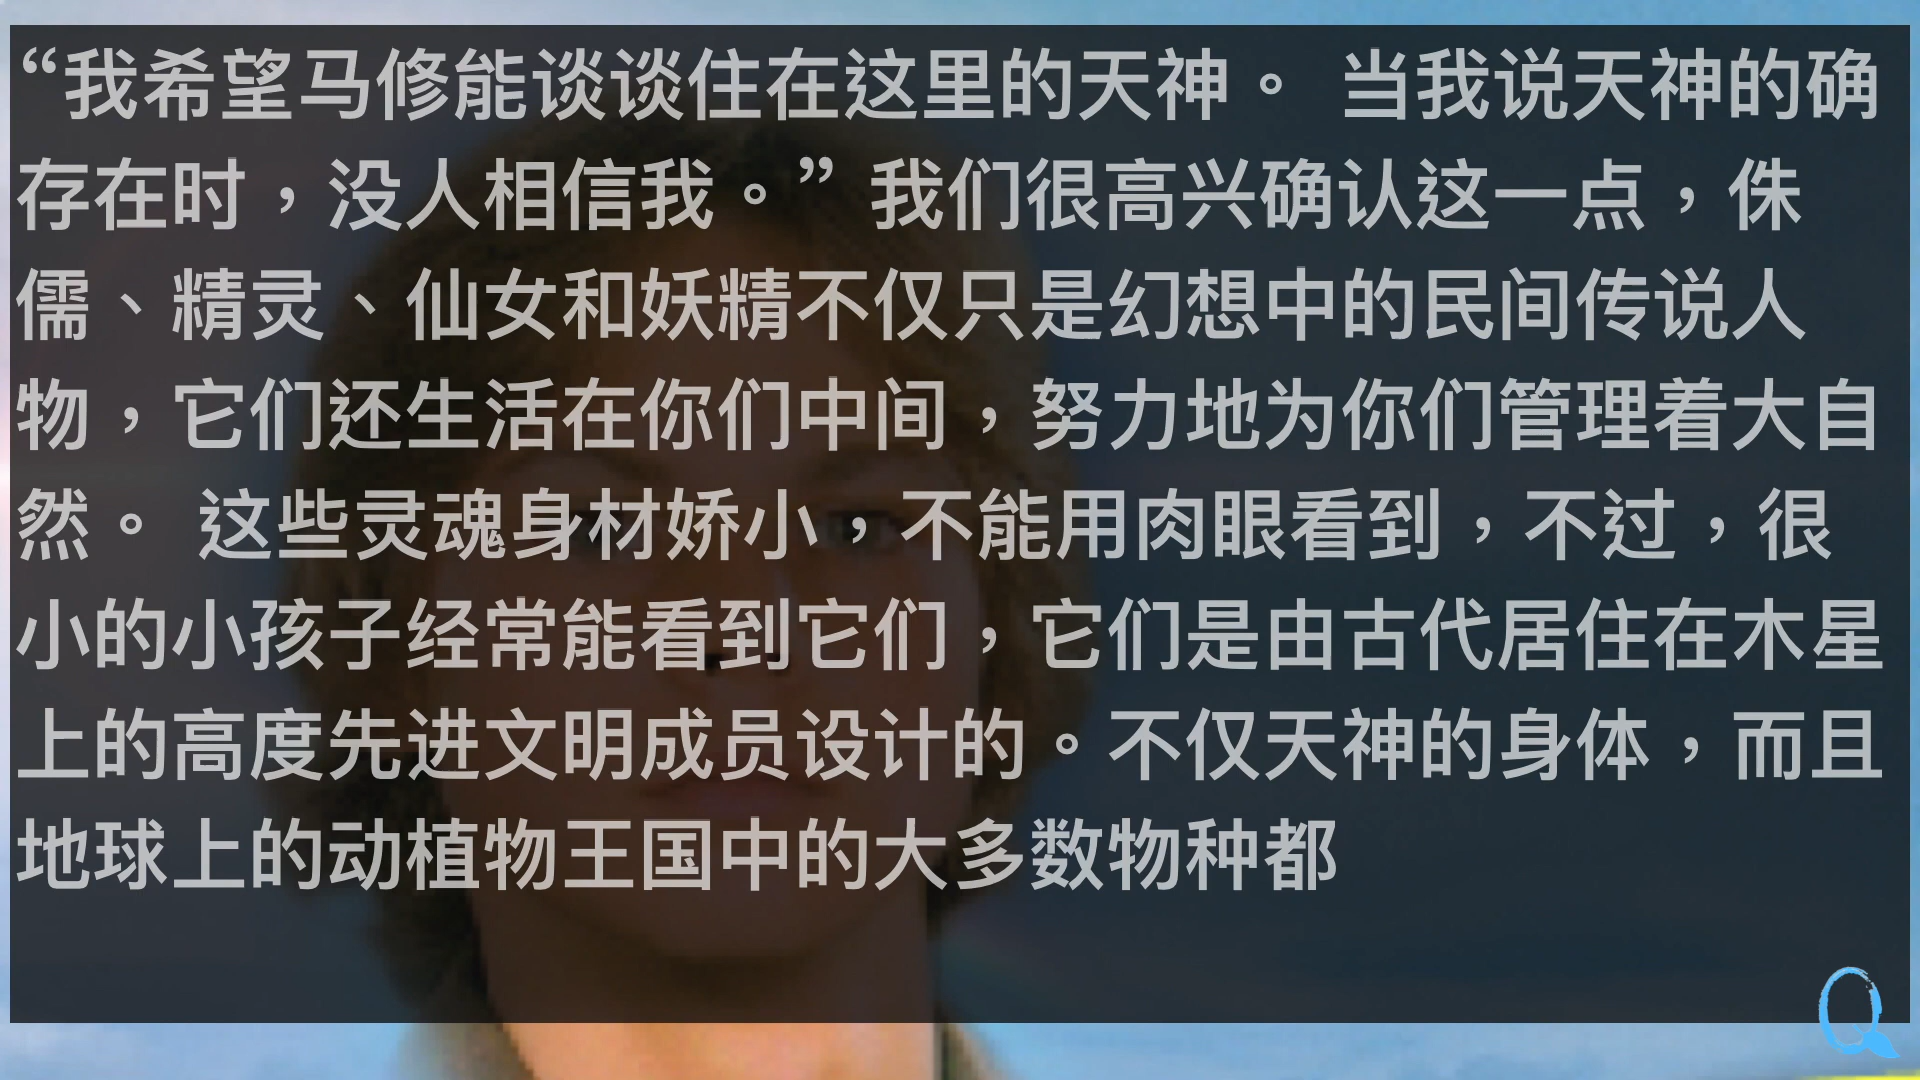 “我希望马修能谈谈住在这里的天神。 当我说天神的确
存在时，没人相信我。” 我们很高兴确认这一点，侏
儒、精灵、仙女和妖精不仅只是幻想中的民间传说人
物，它们还生活在你们中间，努力地为你们管理着大自
然。 这些灵魂身材娇小，不能用肉眼看到，不过，很
小的小孩子经常能看到它们，它们是由古代居住在木星
上的高度先进文明成员设计的。不仅天神的身体，而且
地球上的动植物王国中的大多数物种都
Q